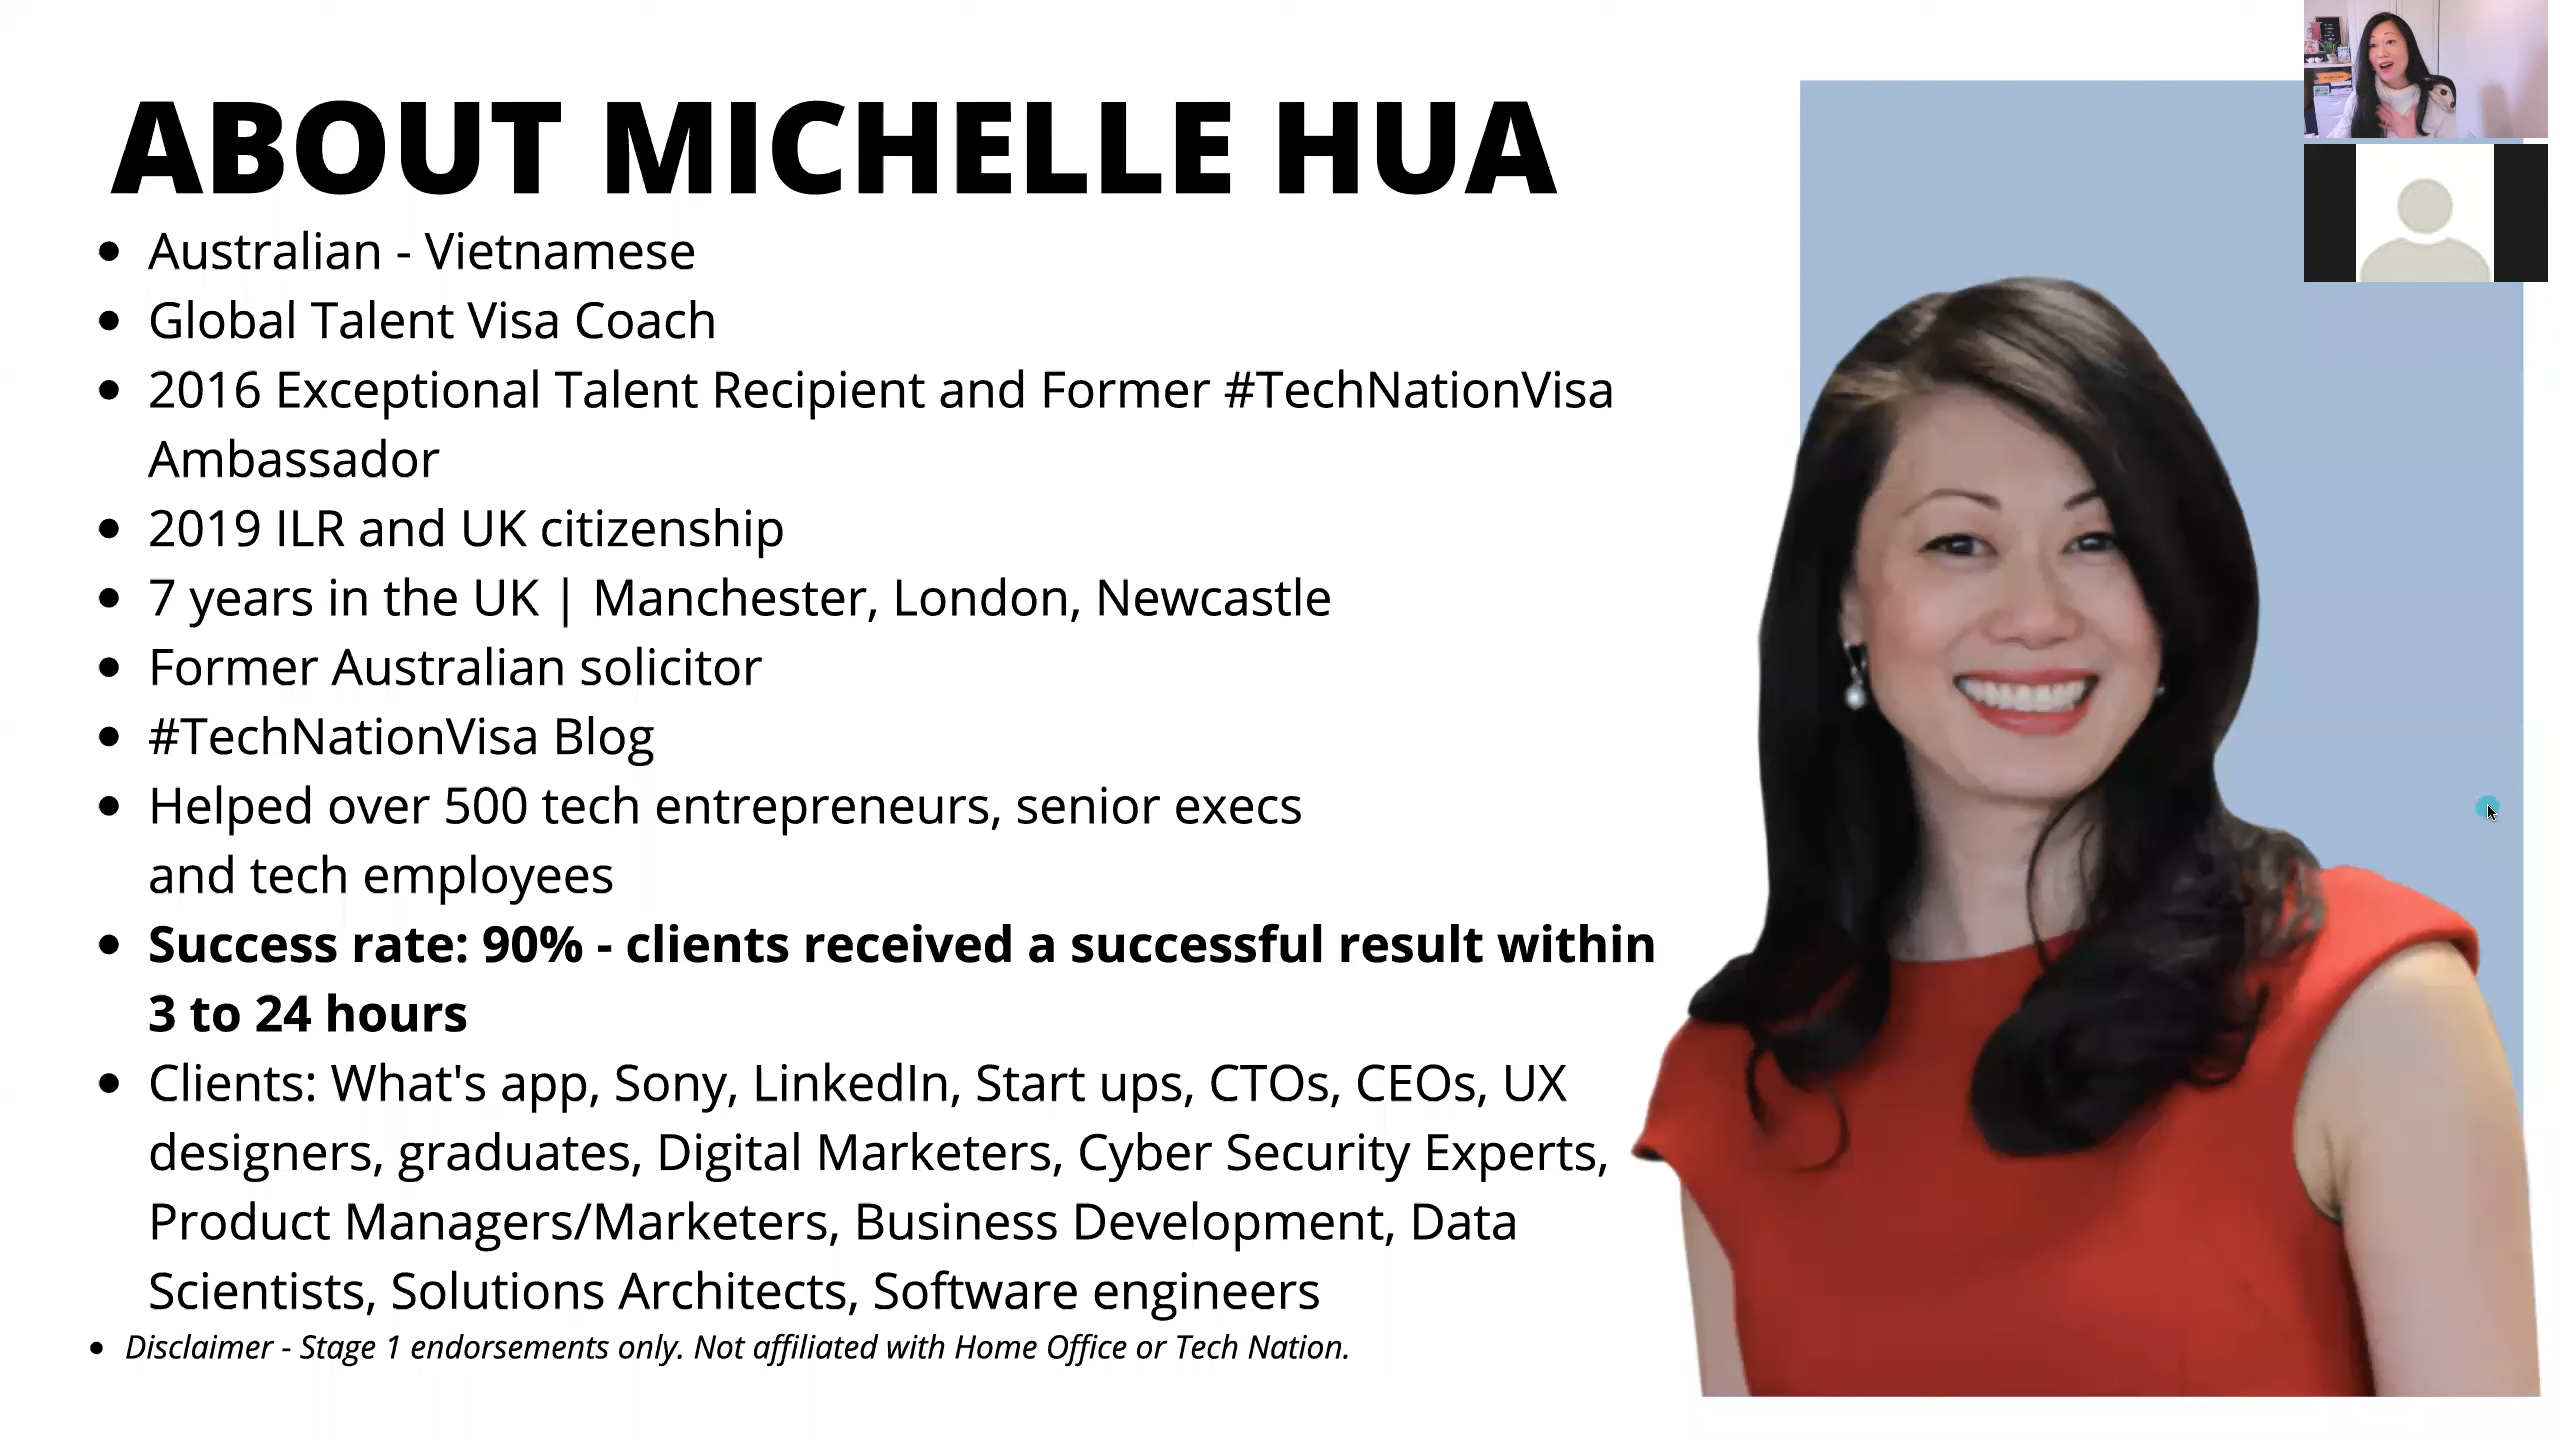 ABOUT MICHELLE HUA
Australian - Vietnamese
Global Talent Visa Coach
2016 Exceptional Talent Recipient and Former #TechNationVisa
Ambassador
2019 ILR and UK citizenship
7 years in the UK | Manchester, London, Newcastle
Former Australian solicitor
#TechNationVisa Blog
Helped over 500 tech entrepreneurs, senior execs
and tech employees
Success rate: 90% - clients received a successful result within
3 to 24 hours
Clients: What's app, Sony, LinkedIn, Start ups, CTOs, CEOs, UX
designers, graduates, Digital Marketers, Cyber Security Experts,
Product Managers/Marketers, Business Development, Data
Scientists, Solutions Architects, Software engineers
Disclaimer - Stage 1 endorsements only. Not affiliated with Home Office or Tech Nation.